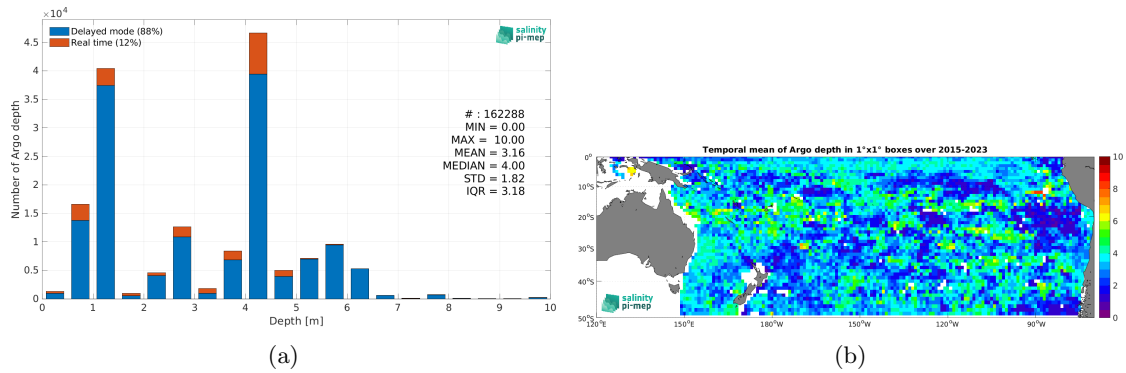 ×10⁴
Delayed mode (88%)
Real time (12%)
salinity
pi-mep
4.5
4
3.5
3
2.5
2
1.5
1
0.5
0
Number of Argo depth
# : 162288
MIN = 0.00
MAX = 10.00
MEAN = 3.16
MEDIAN = 4.00
STD = 1.82
IQR = 3.18
0 1 2 3 4 5 6 7 8 9 10
Depth [m]
(a)
Temporal mean of Argo depth in 1°x1° boxes over 2015-2023
0°
10°S
20°S
30°S
40°S
50°S
salinity
pi-mep
120°E 150°E 180°W 150°W 120°W 90°W
10
8
6
4
2
0
(b)